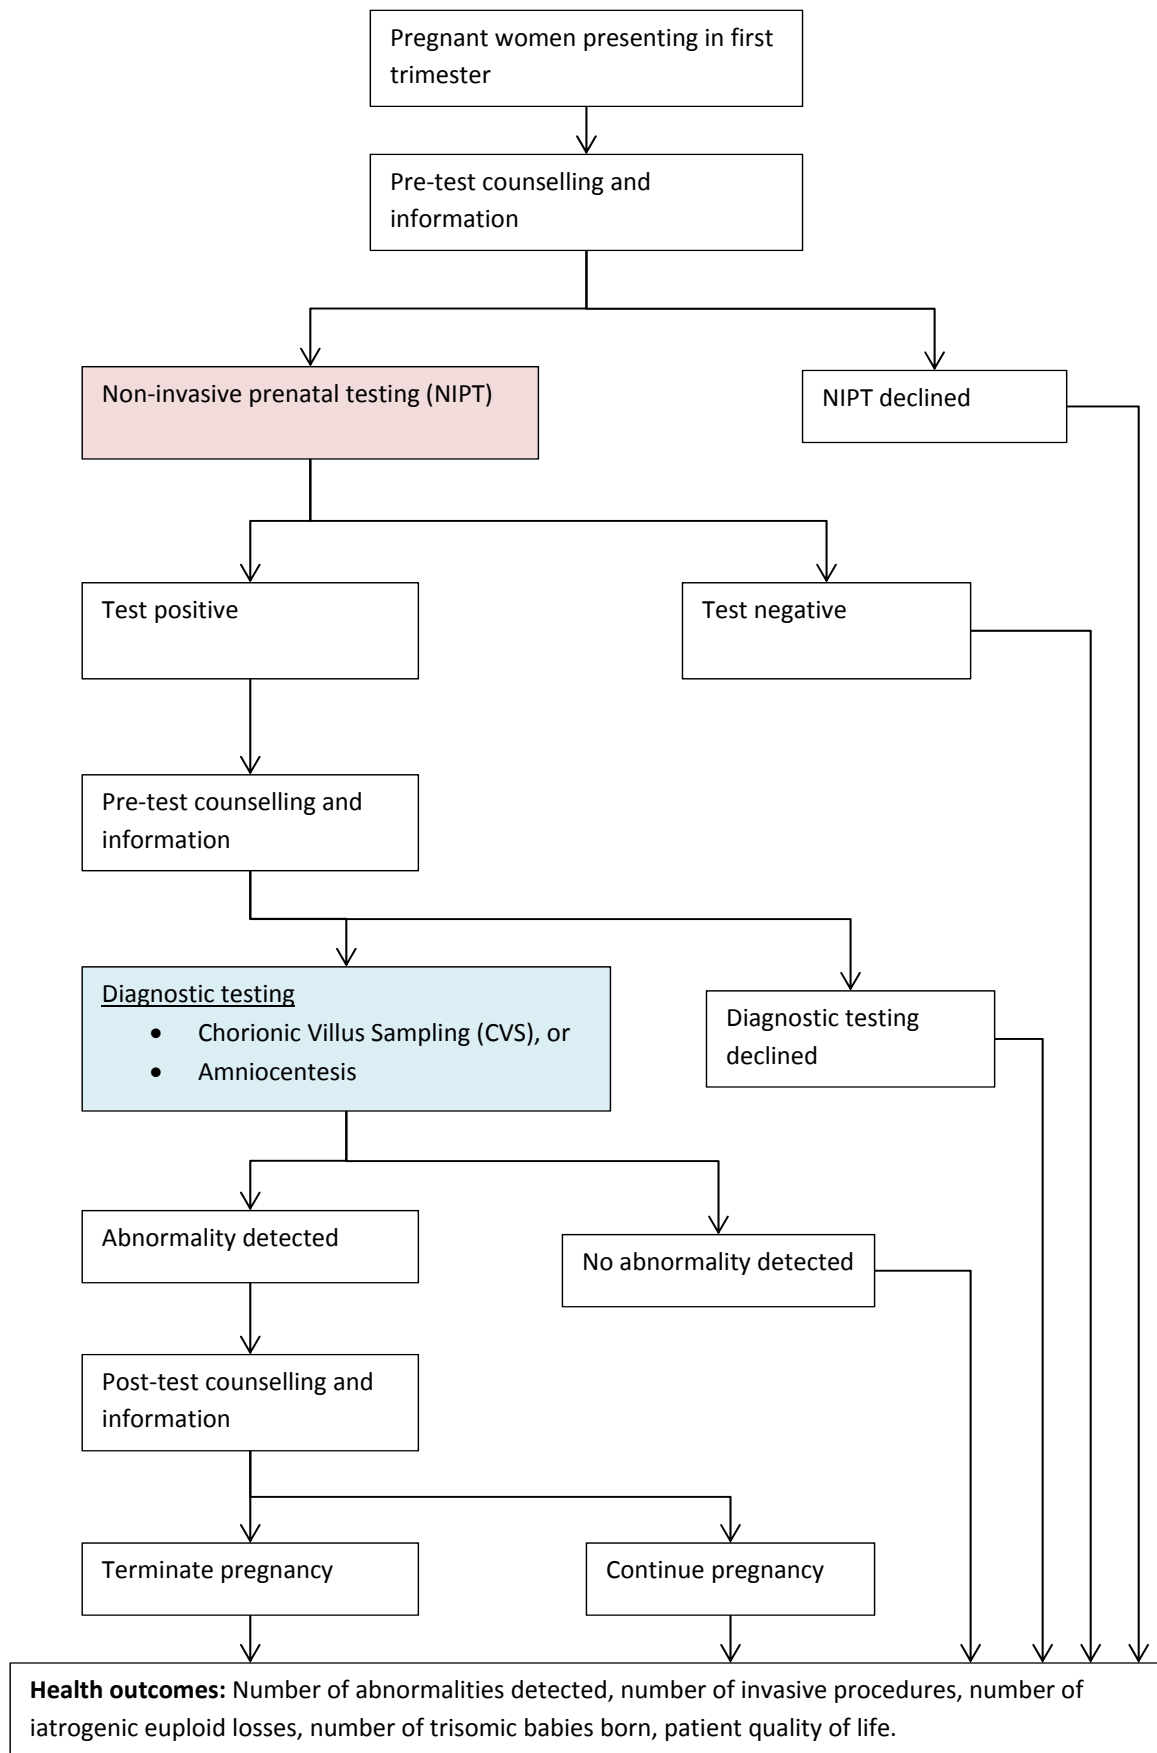 Pregnant women presenting in first
trimester
Pre-test counselling and
information
Non-invasive prenatal testing (NIPT)
NIPT declined
Test positive
Test negative
Pre-test counselling and
information
Diagnostic testing
• Chorionic Villus Sampling (CVS), or
• Amniocentesis
Diagnostic testing
declined
Abnormality detected
No abnormality detected
Post-test counselling and
information
Terminate pregnancy
Continue pregnancy
Health outcomes: Number of abnormalities detected, number of invasive procedures, number of
iatrogenic euploid losses, number of trisomic babies born, patient quality of life.